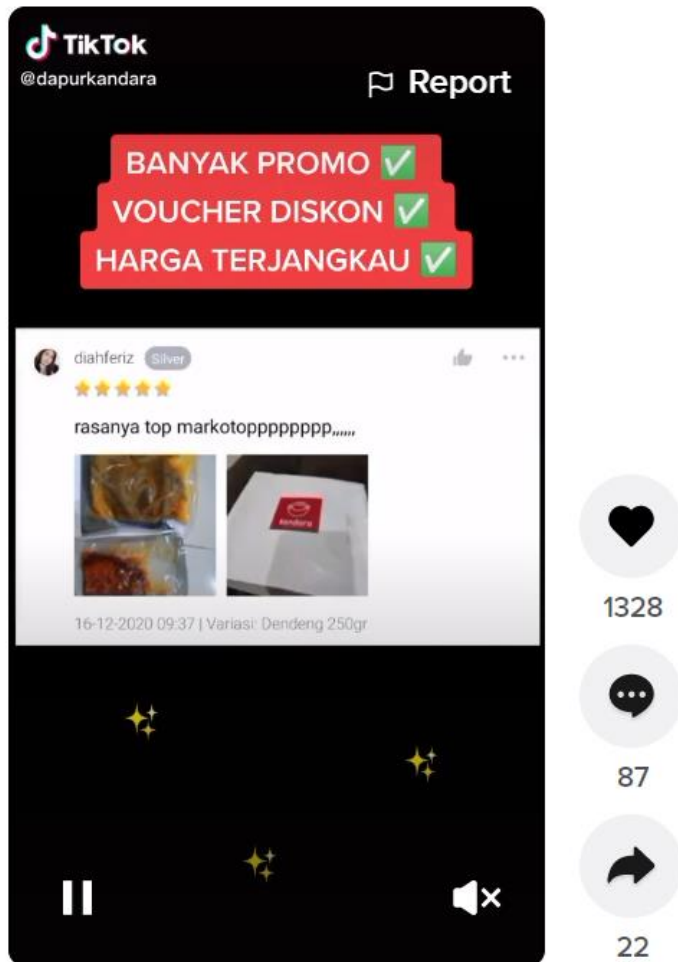 TikTok
@dapurkandara
Report
BANYAK PROMO ✅
VOUCHER DISKON ✅
HARGA TERJANGKAU ✅
diahferiz Silver
rasanya top markotopppppppp,,,,,,
kandara
16-12-2020 09:37 | Variasi: Dendeng 250gr
1328
87
22